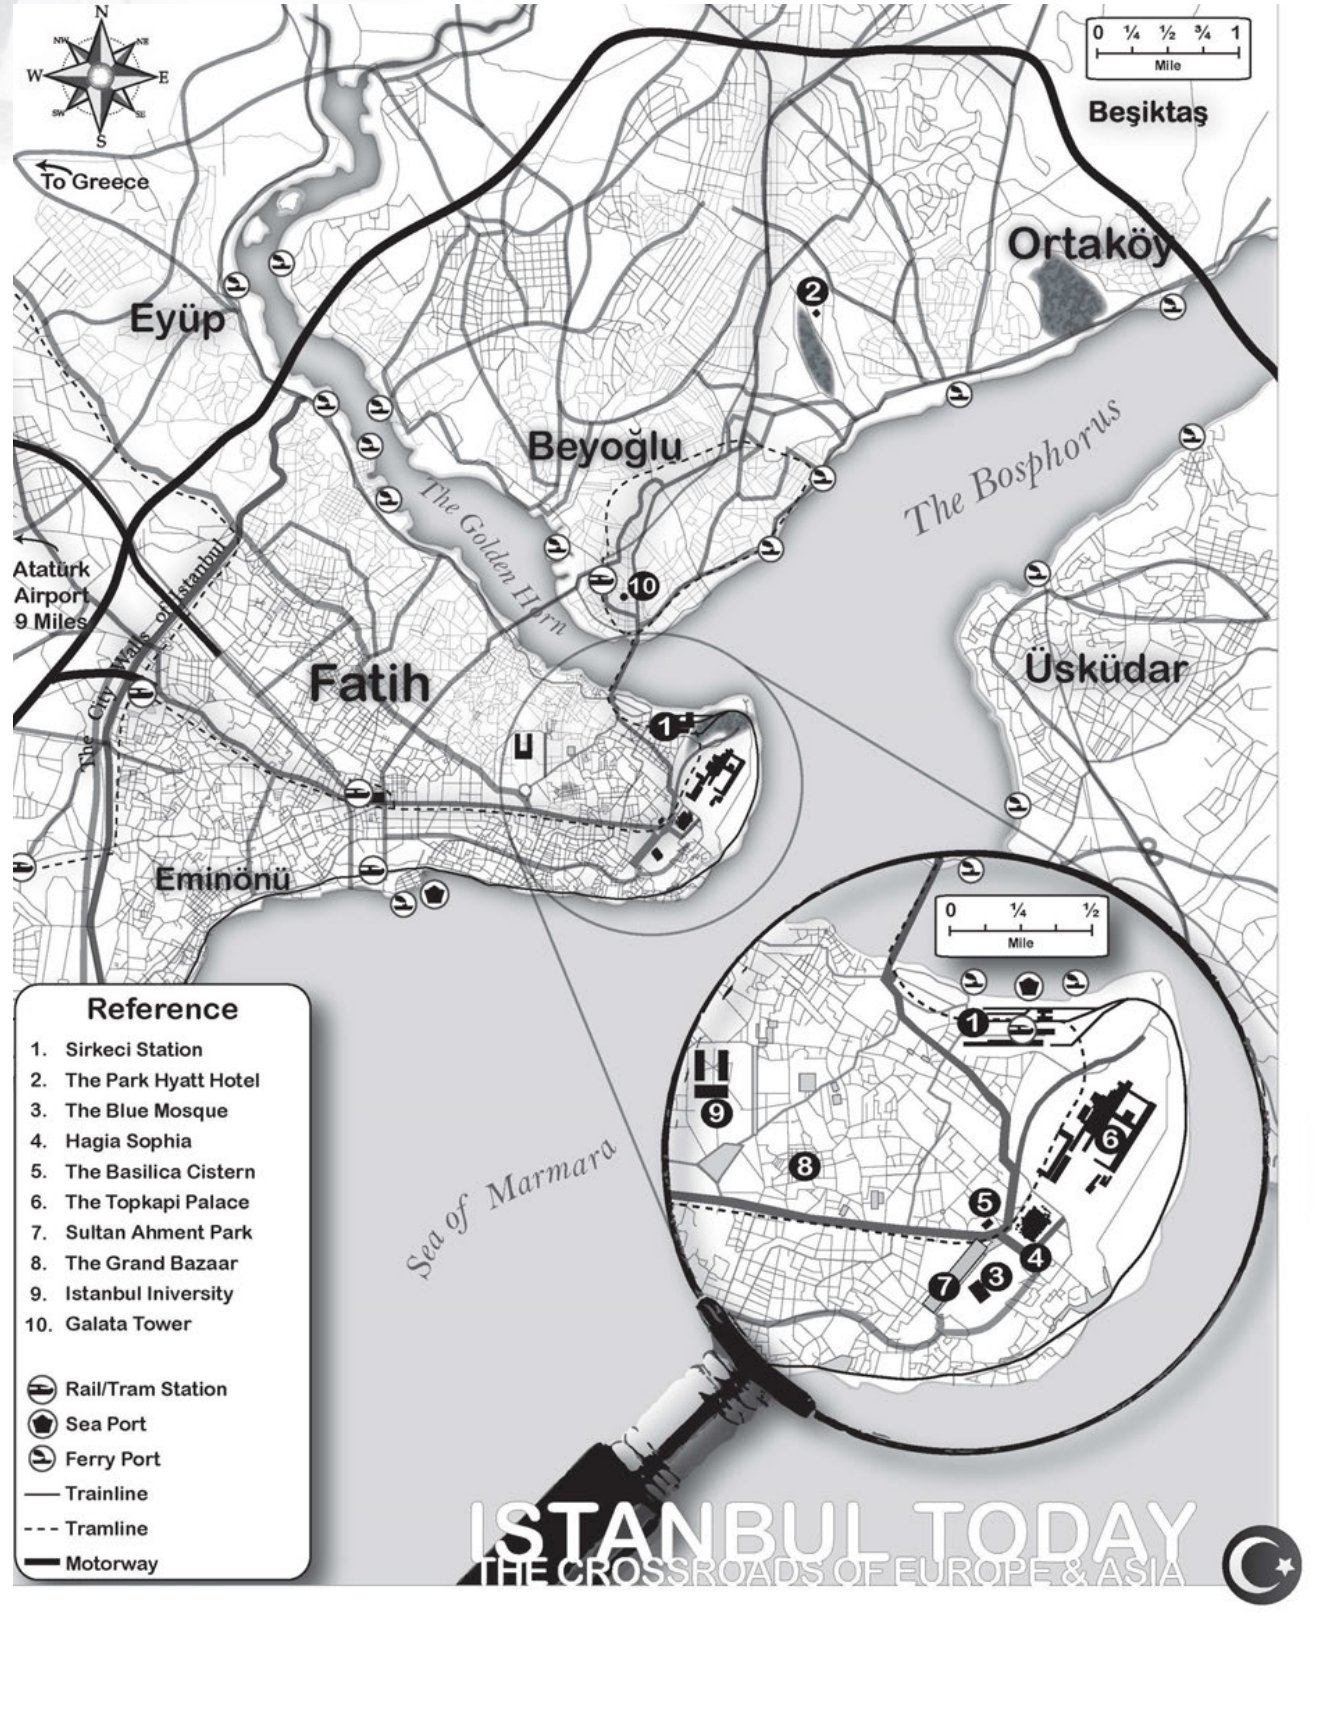 N
NW
NE
W
E
SW
SE
S
0 ¼ ½ ¾ 1
Mile
Beşiktaş
To Greece
Ortaköy
2
Eyüp
Beyoğlu
The Bosphorus
The Golden Horn
Atatürk
Airport
9 Miles
The City Walls of Istanbul
10
Fatih
Üsküdar
1
Eminönü
0 ¼ ½
Mile
1
9
6
8
5
4
3
7
Sea of Marmara
Reference
1. Sirkeci Station
2. The Park Hyatt Hotel
3. The Blue Mosque
4. Hagia Sophia
5. The Basilica Cistern
6. The Topkapi Palace
7. Sultan Ahment Park
8. The Grand Bazaar
9. Istanbul Iniversity
10. Galata Tower
Rail/Tram Station
Sea Port
Ferry Port
Trainline
Tramline
Motorway
ISTANBUL TODAY
THE CROSSROADS OF EUROPE & ASIA